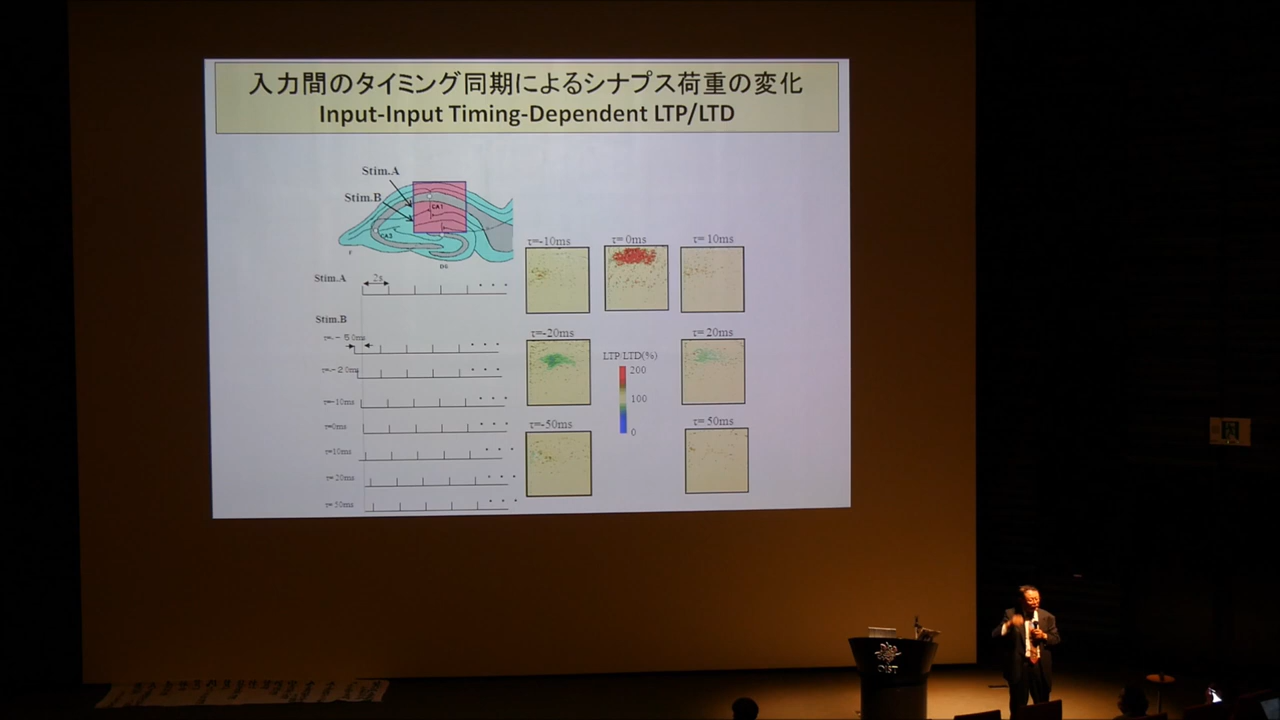 入力間のタイミング同期によるシナプス荷重の変化
Input-Input Timing-Dependent LTP/LTD
Stim.A
Stim.B
CA1
CA3
DG
Stim.A
2s
Stim.B
τ=-50ms
τ=-20ms
τ=-10ms
τ=0ms
τ=10ms
τ=20ms
τ=50ms
τ=-10ms
τ=0ms
τ=10ms
τ=-20ms
τ=20ms
LTP/LTD(%)
200
100
0
τ=-50ms
τ=50ms
OIST